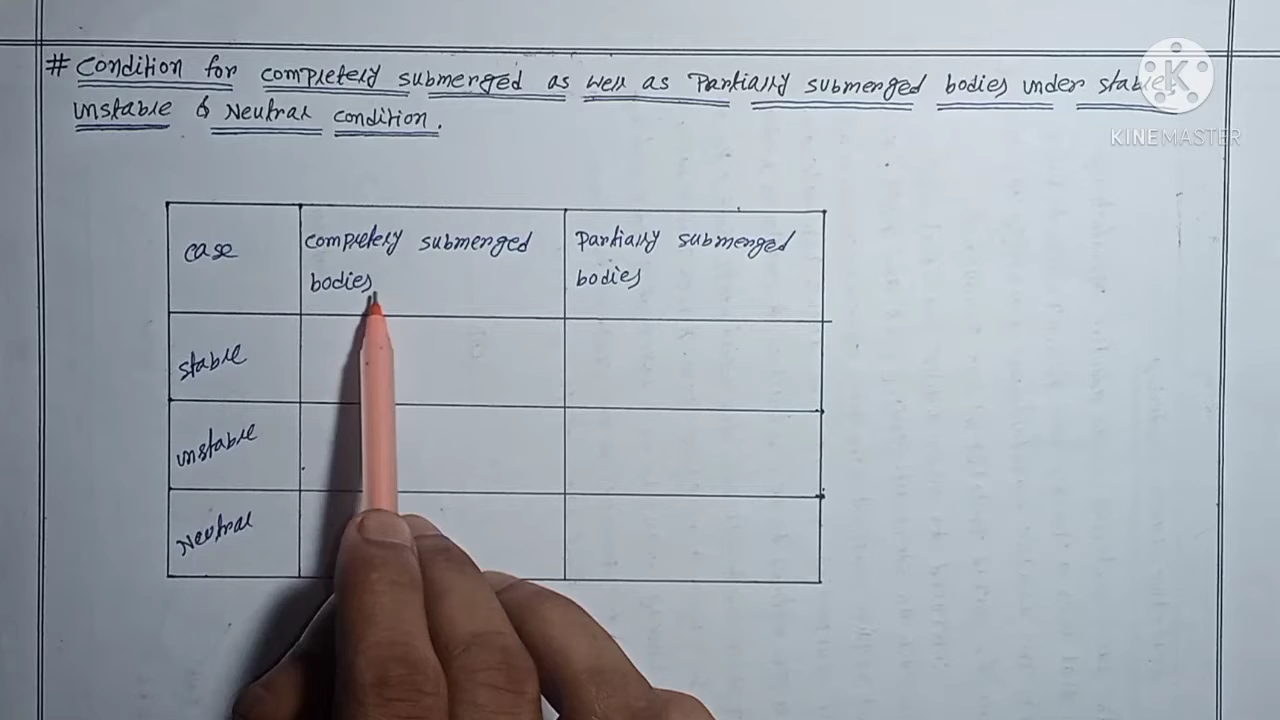 # Condition for completely submerged as well as Partially submerged bodies under stable
unstable & Neutral condition.
KINEMASTER
case
completely submerged
bodies
Partially submerged
bodies
stable
unstable
Neutral